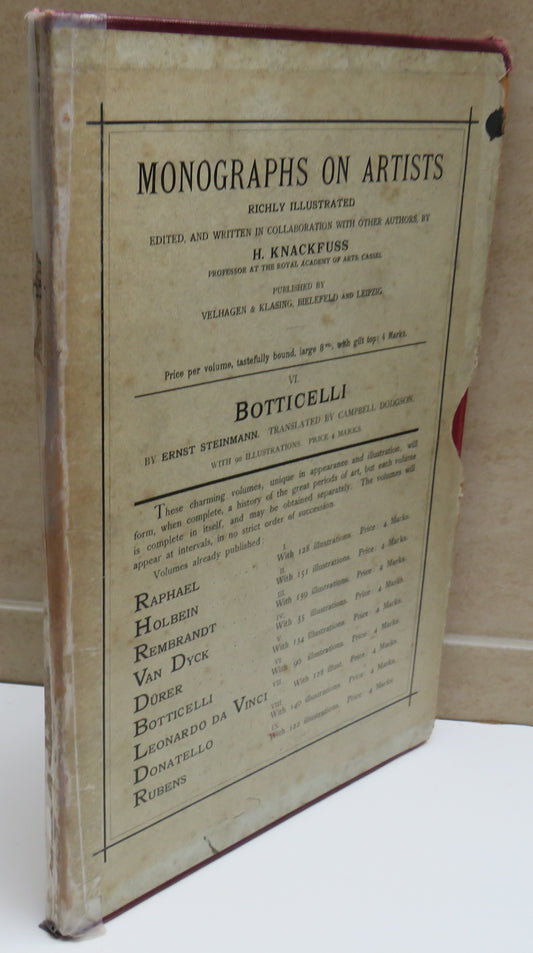 MONOGRAPHS ON ARTISTS
RICHLY ILLUSTRATED
EDITED, AND WRITTEN IN COLLABORATION WITH OTHER AUTHORS, BY
H. KNACKFUSS
PROFESSOR AT THE ROYAL ACADEMY OF ARTS, CASSEL
PUBLISHED BY
VELHAGEN & KLASING, BIELEFELD AND LEIPZIG.
Price per volume, tastefully bound, large 8vo, with gilt top: 4 Marks.
VI.
BOTTICELLI
BY ERNST STEINMANN. TRANSLATED BY CAMPBELL DODGSON.
WITH 90 ILLUSTRATIONS. PRICE 4 MARKS.
These charming volumes, unique in appearance and illustration, will
form, when complete, a history of the great periods of art, but each volume
is complete in itself, and may be obtained separately. The volumes will
appear at intervals, in no strict order of succession.
Volumes already published:
I.
RAPHAEL With 128 illustrations. Price: 4 Marks.
II.
HOLBEIN With 151 illustrations. Price: 4 Marks.
III.
REMBRANDT With 159 illustrations. Price: 4 Marks.
IV.
VAN DYCK With 55 illustrations. Price: 4 Marks.
V.
DÜRER With 134 illustrations. Price: 4 Marks.
VI.
BOTTICELLI With 90 illustrations. Price: 4 Marks.
VII.
LEONARDO DA VINCI With 128 illust. Price: 4 Marks.
VIII.
DONATELLO With 140 illustrations. Price: 4 Marks.
IX.
RUBENS With 122 illustrations. Price: 4 Marks.